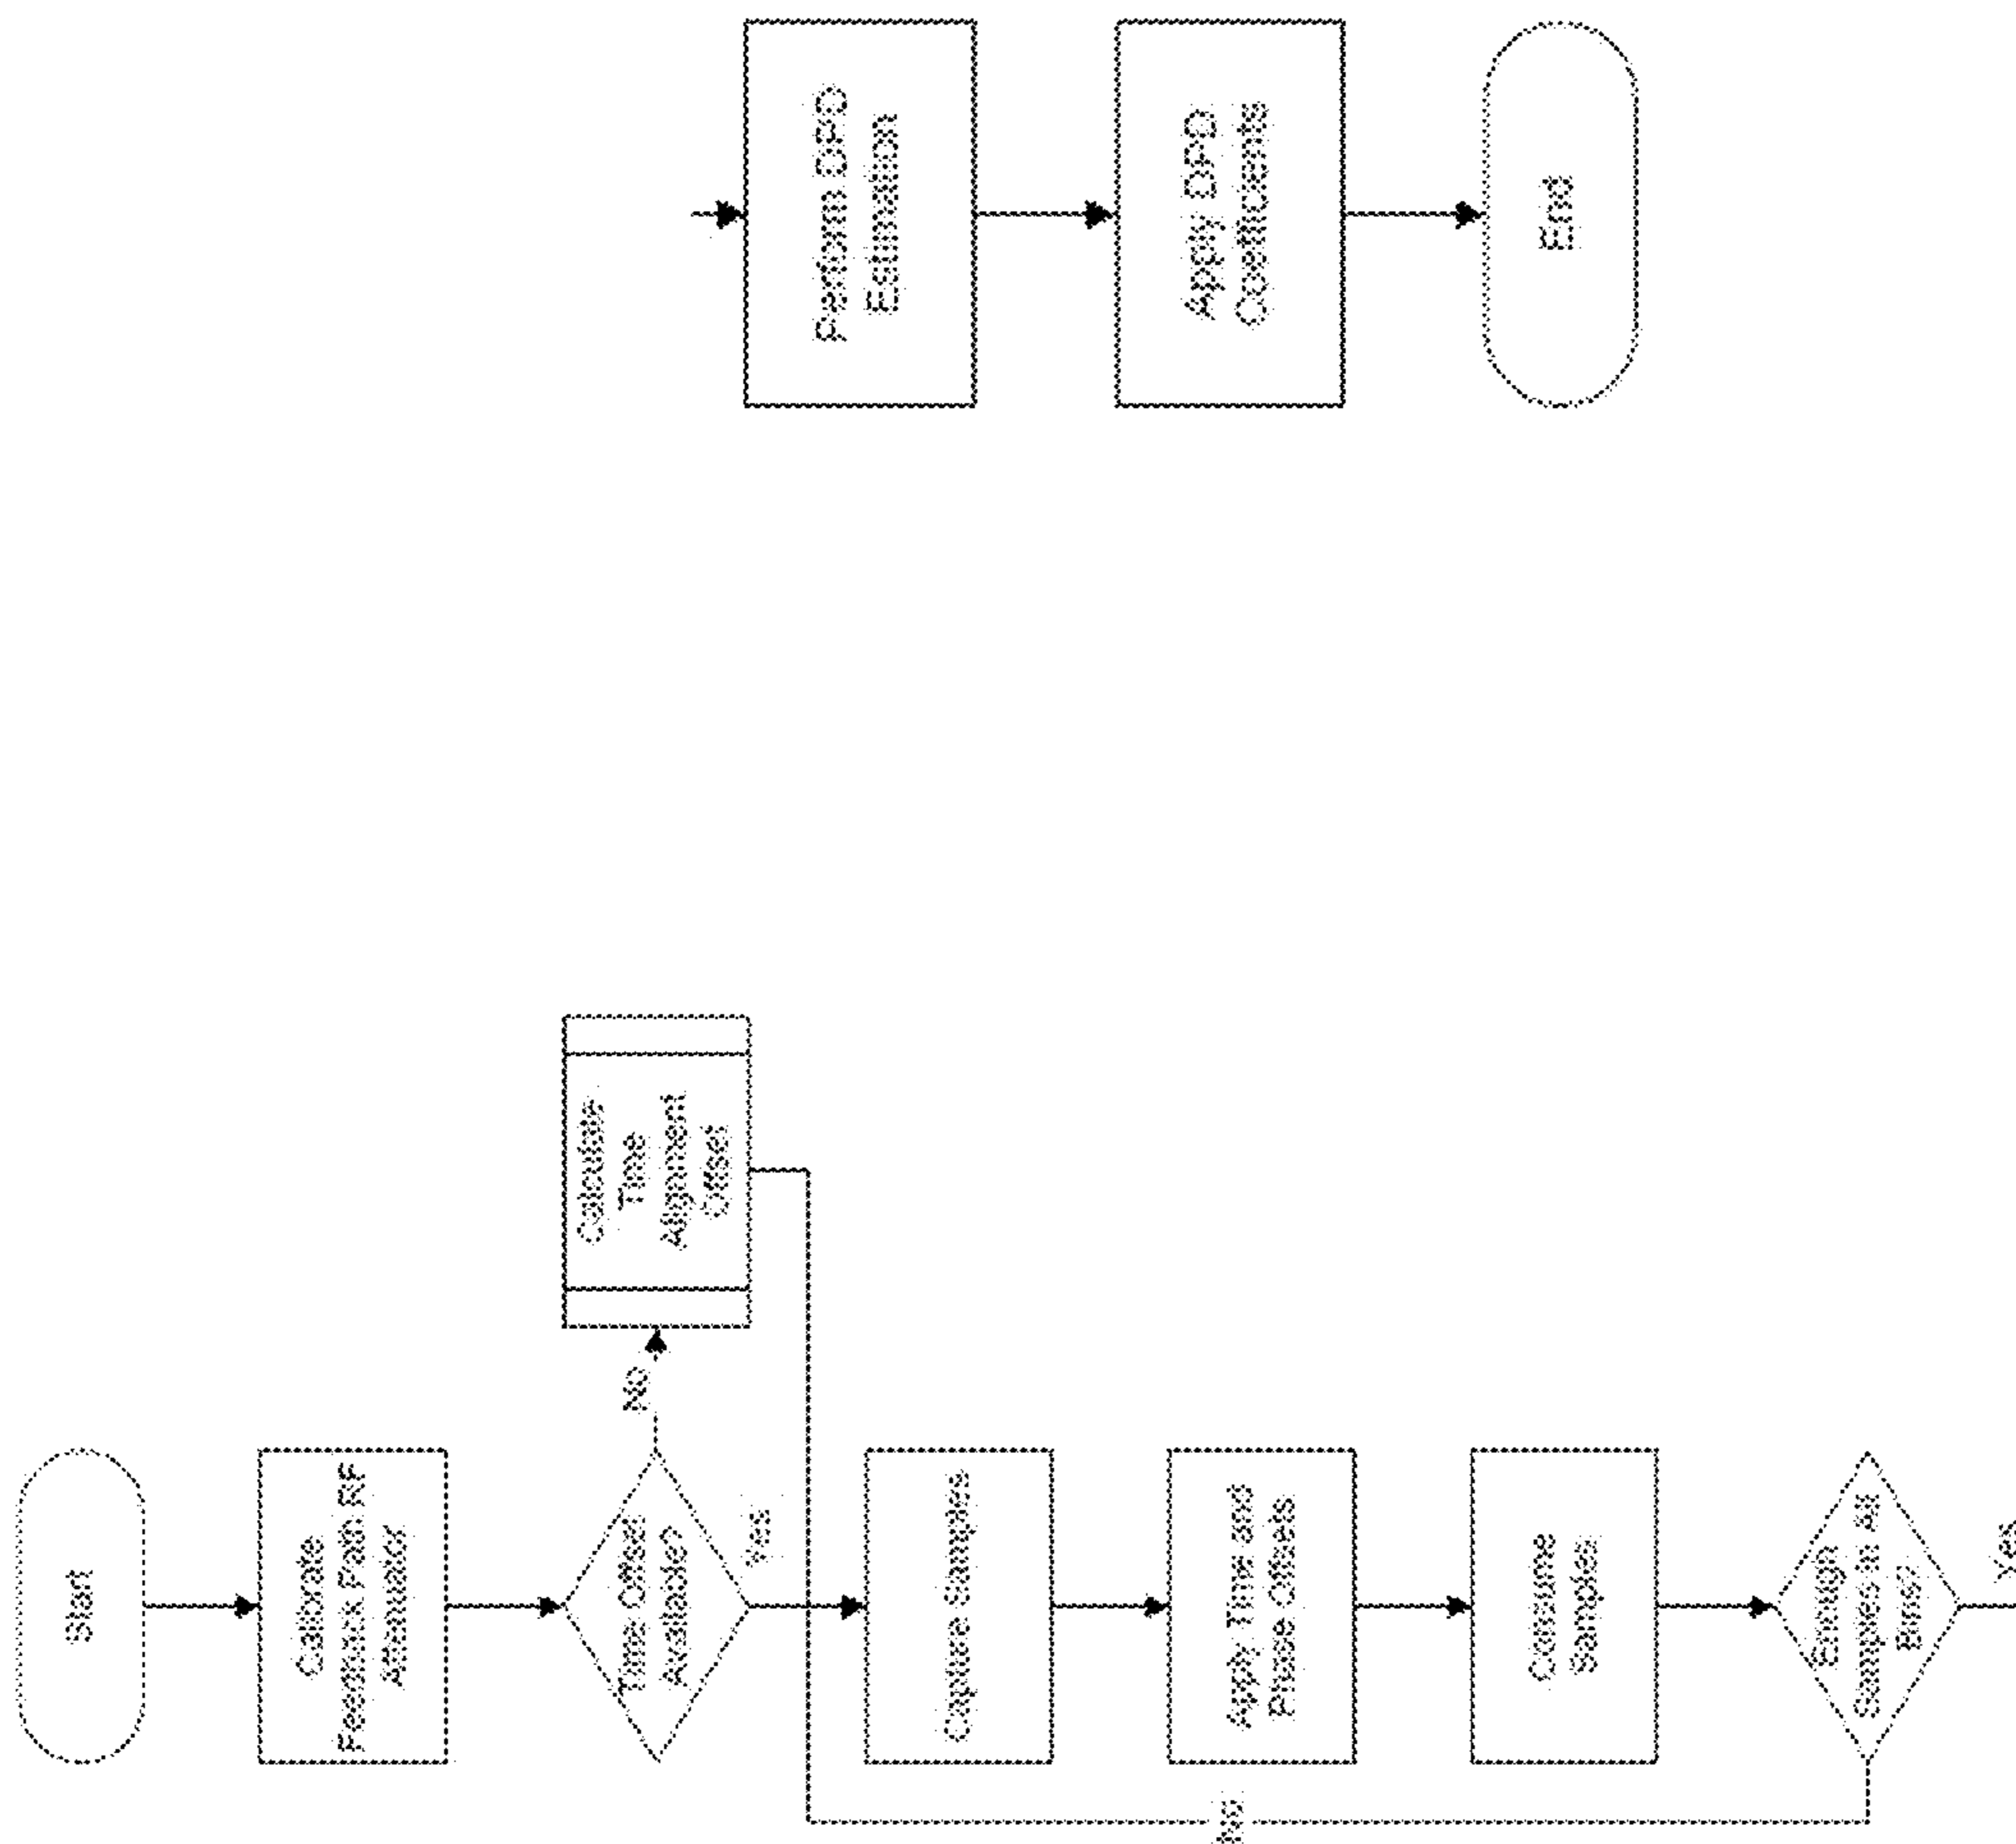 Start
Calibrate
Feedback Path RF
Attenuator
Time Offset
Available?
No
Yes
Calculate
Time
Alignment
Offset
Capture Samples
Apply Time and
Phase Offsets
Consume
Samples
Enough
Samples in all
Bins?
No
Yes
Perform DPD
Estimation
Apply DPD
Coefficients
End